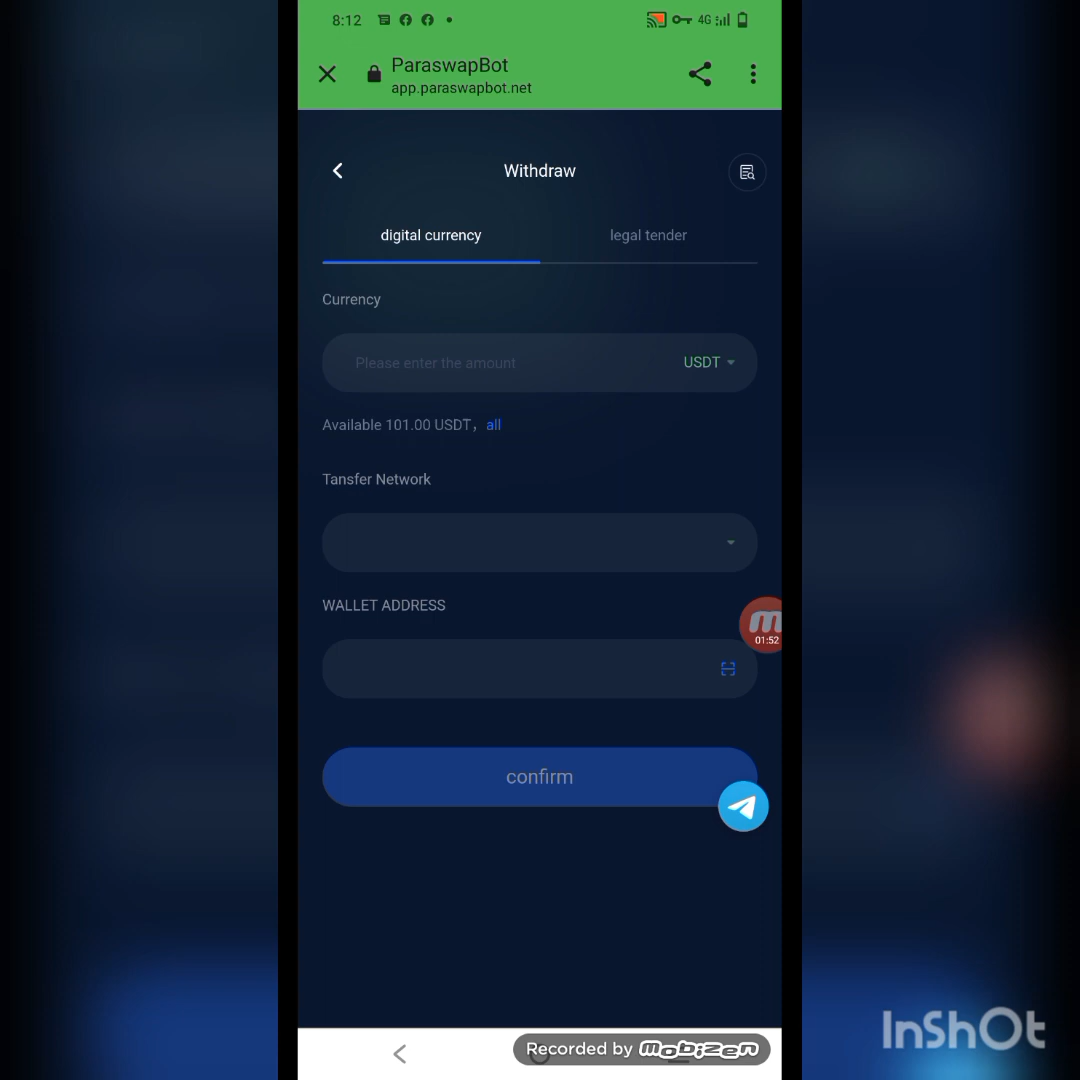 8:12
4G
ParaswapBot
app.paraswapbot.net
Withdraw
digital currency
legal tender
Currency
Please enter the amount
USDT
Available 101.00 USDT，all
Tansfer Network
WALLET ADDRESS
m
01:52
confirm
Recorded by mobizen
InShOt